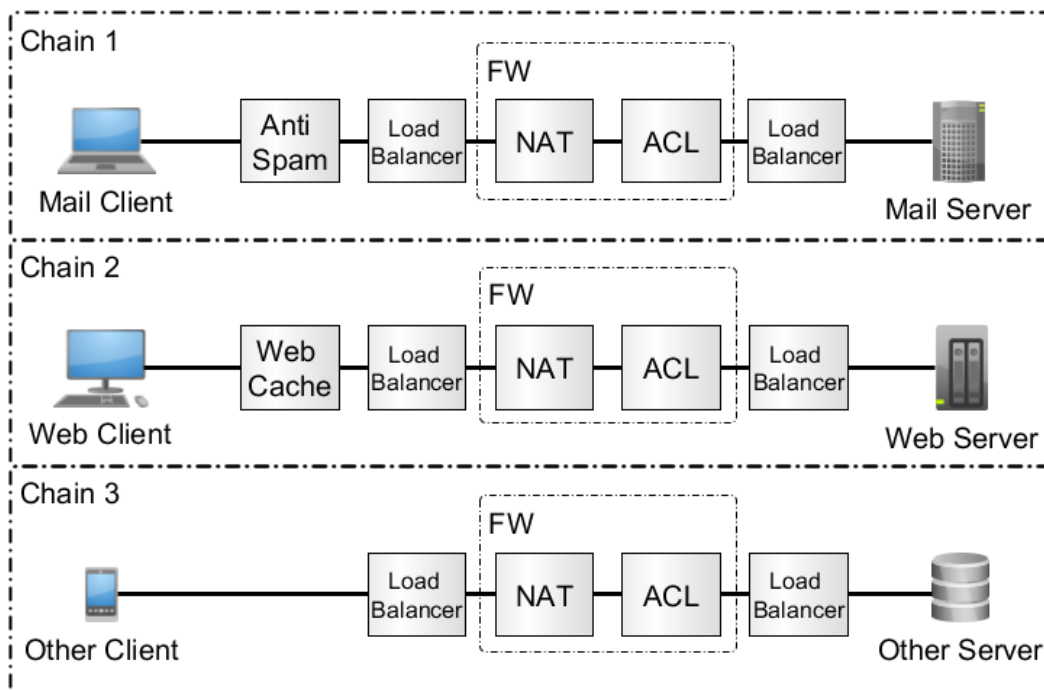 Chain 1
FW
Anti
Spam
Load
Balancer
NAT
ACL
Load
Balancer
Mail Client
Mail Server
Chain 2
FW
Web
Cache
Load
Balancer
NAT
ACL
Load
Balancer
Web Client
Web Server
Chain 3
FW
Load
Balancer
NAT
ACL
Load
Balancer
Other Client
Other Server